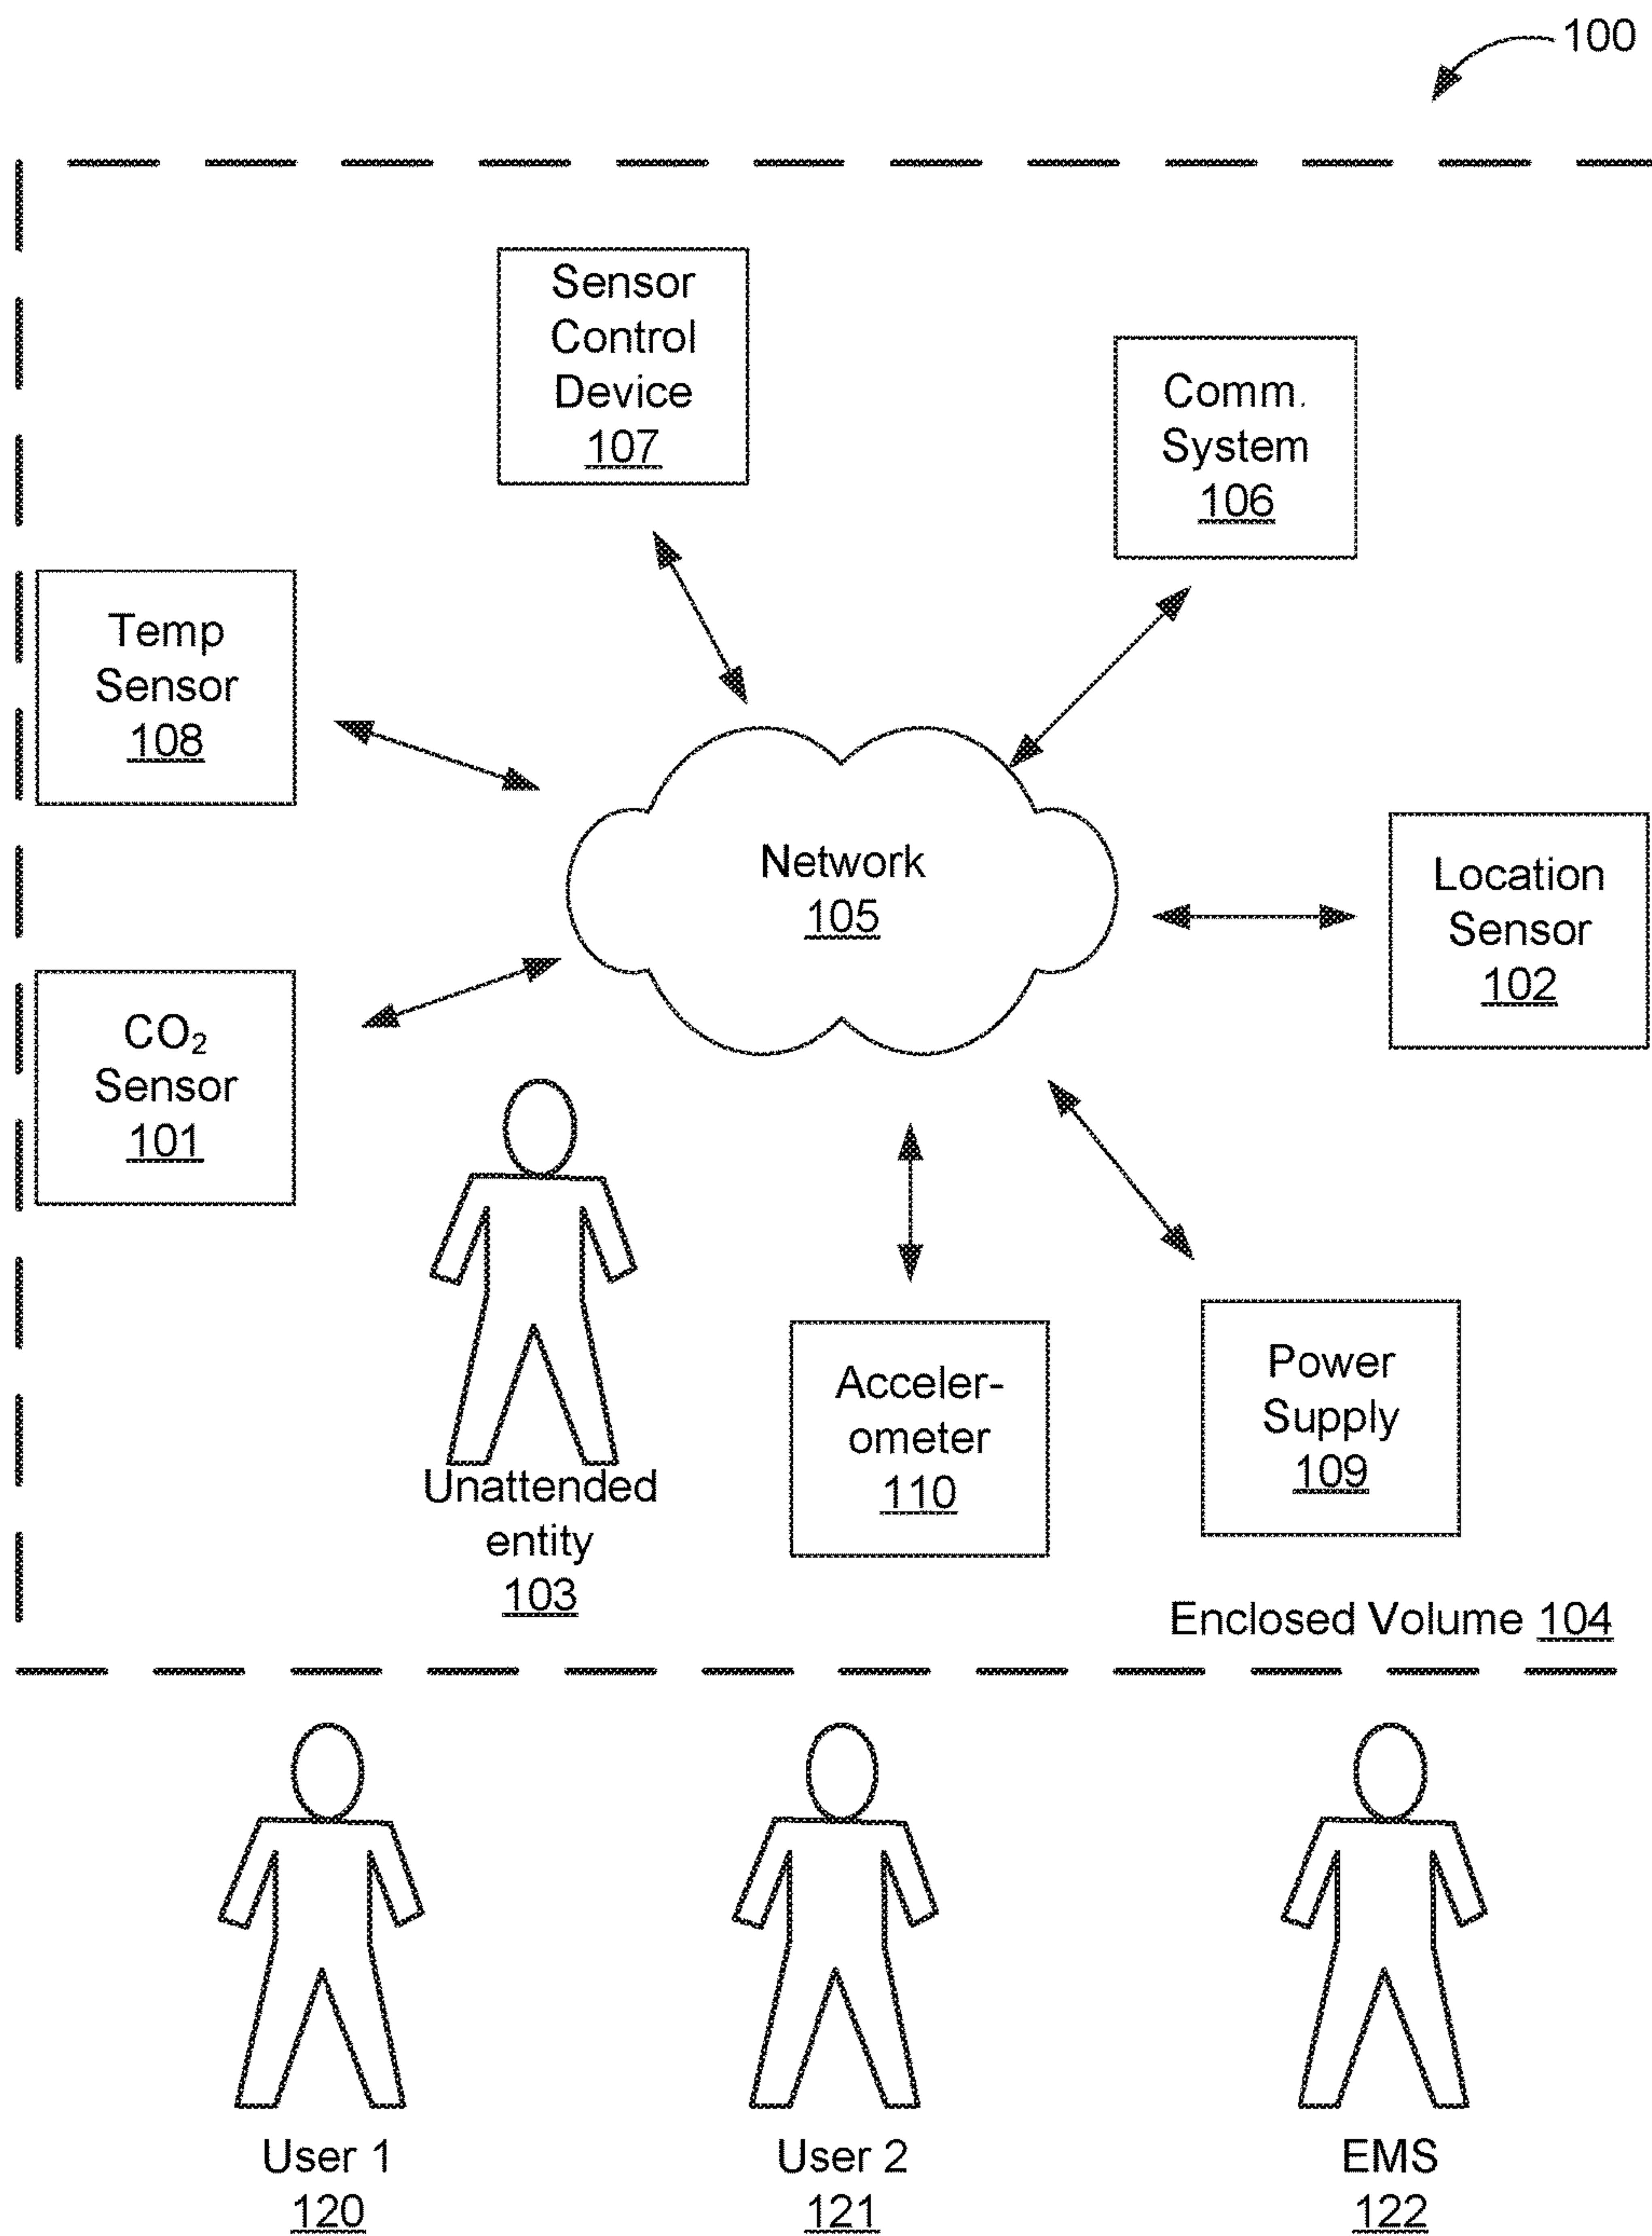 100
Sensor
Control
Device
107
Comm.
System
106
Temp
Sensor
108
Network
105
Location
Sensor
102
CO₂
Sensor
101
Acceler-
ometer
110
Power
Supply
109
Unattended
entity
103
Enclosed Volume 104
User 1
120
User 2
121
EMS
122